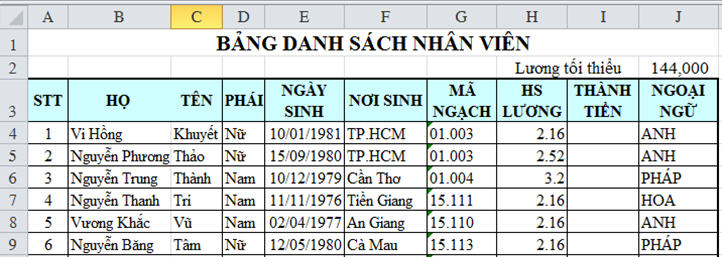 A B C D E F G H I J
1 BẢNG DANH SÁCH NHÂN VIÊN
2 Lương tối thiểu 144,000
3 STT HỌ TÊN PHÁI NGÀY SINH NƠI SINH MÃ NGẠCH HS LƯƠNG THÀNH TIỀN NGOẠI NGỮ
4 1 Vi Hồng Khuyết Nữ 10/01/1981 TP.HCM 01.003 2.16 ANH
5 2 Nguyễn Phương Thảo Nữ 15/09/1980 TP.HCM 01.003 2.52 ANH
6 3 Nguyễn Trung Thành Nam 10/12/1979 Cần Thơ 01.004 3.2 PHÁP
7 4 Nguyễn Thanh Trí Nam 11/11/1976 Tiền Giang 15.111 2.16 HOA
8 5 Vương Khắc Vũ Nam 02/04/1977 An Giang 15.110 2.16 ANH
9 6 Nguyễn Băng Tâm Nữ 12/05/1980 Cà Mau 15.113 2.16 PHÁP